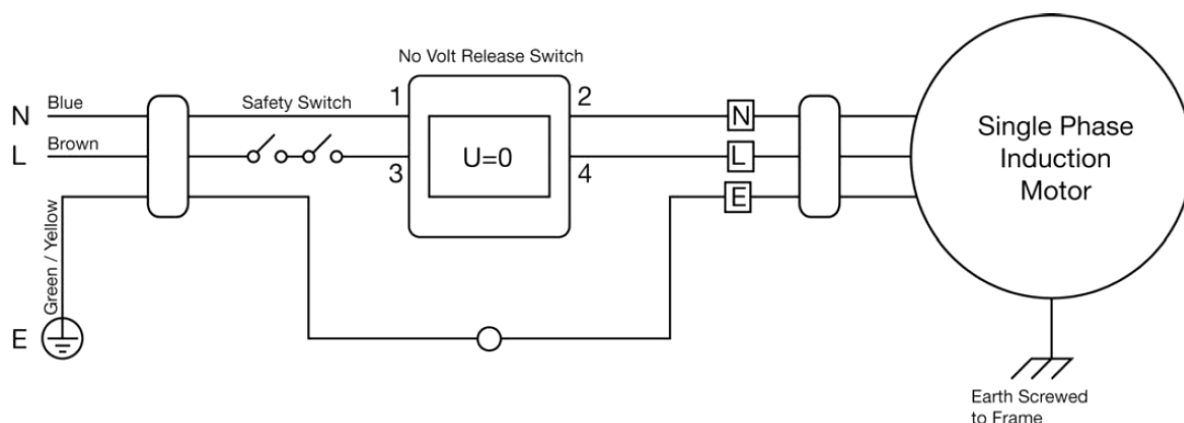 No Volt Release Switch
N
Blue
Safety Switch
1
2
L
Brown
3
U=0
4
N
L
E
Single Phase
Induction
Motor
Green / Yellow
E
Earth Screwed
to Frame